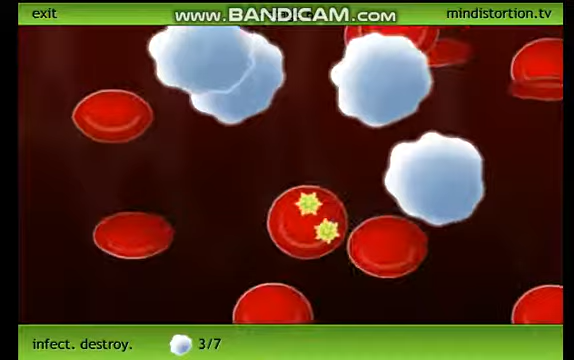 exit
www.BANDICAM.com
mindistortion.tv
infect. destroy.
3/7